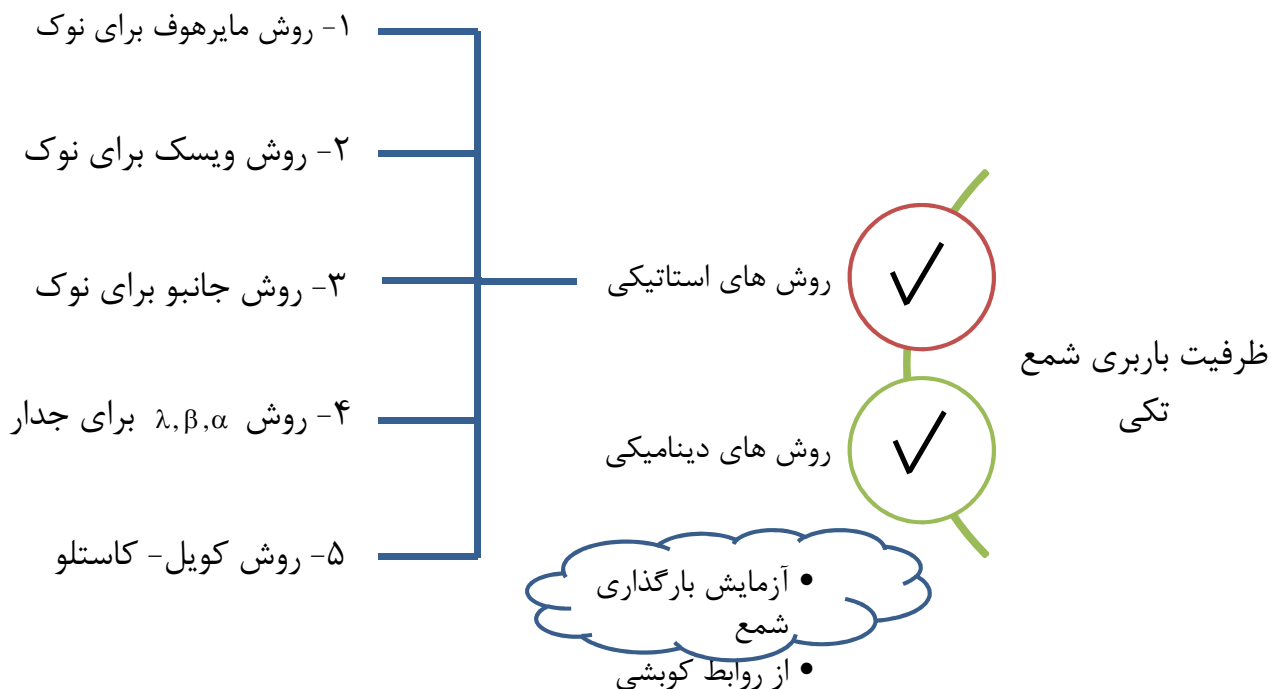 ظرفیت باربری شمع
تکی
روش های استاتیکی
۱- روش مایرهوف برای نوک
۲- روش ویسک برای نوک
۳- روش جانبو برای نوک
۴- روش λ,β,α برای جدار
۵- روش کویل- کاستلو
روش های دینامیکی
• آزمایش بارگذاری
شمع
• از روابط کوبشی